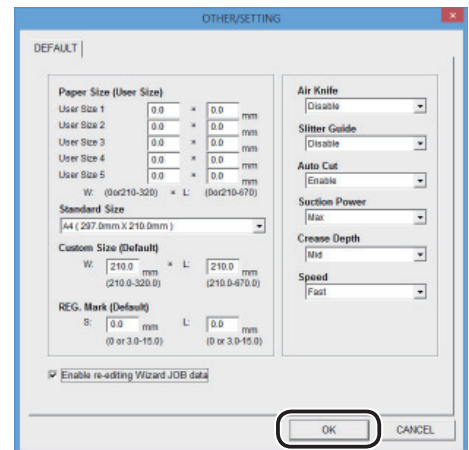 OTHER/SETTING
DEFAULT
Paper Size (User Size)
User Size 1 0.0 × 0.0 mm
User Size 2 0.0 × 0.0 mm
User Size 3 0.0 × 0.0 mm
User Size 4 0.0 × 0.0 mm
User Size 5 0.0 × 0.0 mm
W: (0or210-320) × L: (0or210-670)
Standard Size
A4 ( 297.0mm X 210.0mm )
Custom Size (Default)
W: 210.0 mm × L: 210.0 mm
(210.0-320.0) (210.0-670.0)
REG. Mark (Default)
S: 0.0 mm L: 0.0 mm
(0 or 3.0-15.0) (0 or 3.0-15.0)
Enable re-editing Wizard JOB data
Air Knife
Disable
Slitter Guide
Disable
Auto Cut
Enable
Suction Power
Max
Crease Depth
Mid
Speed
Fast
OK CANCEL